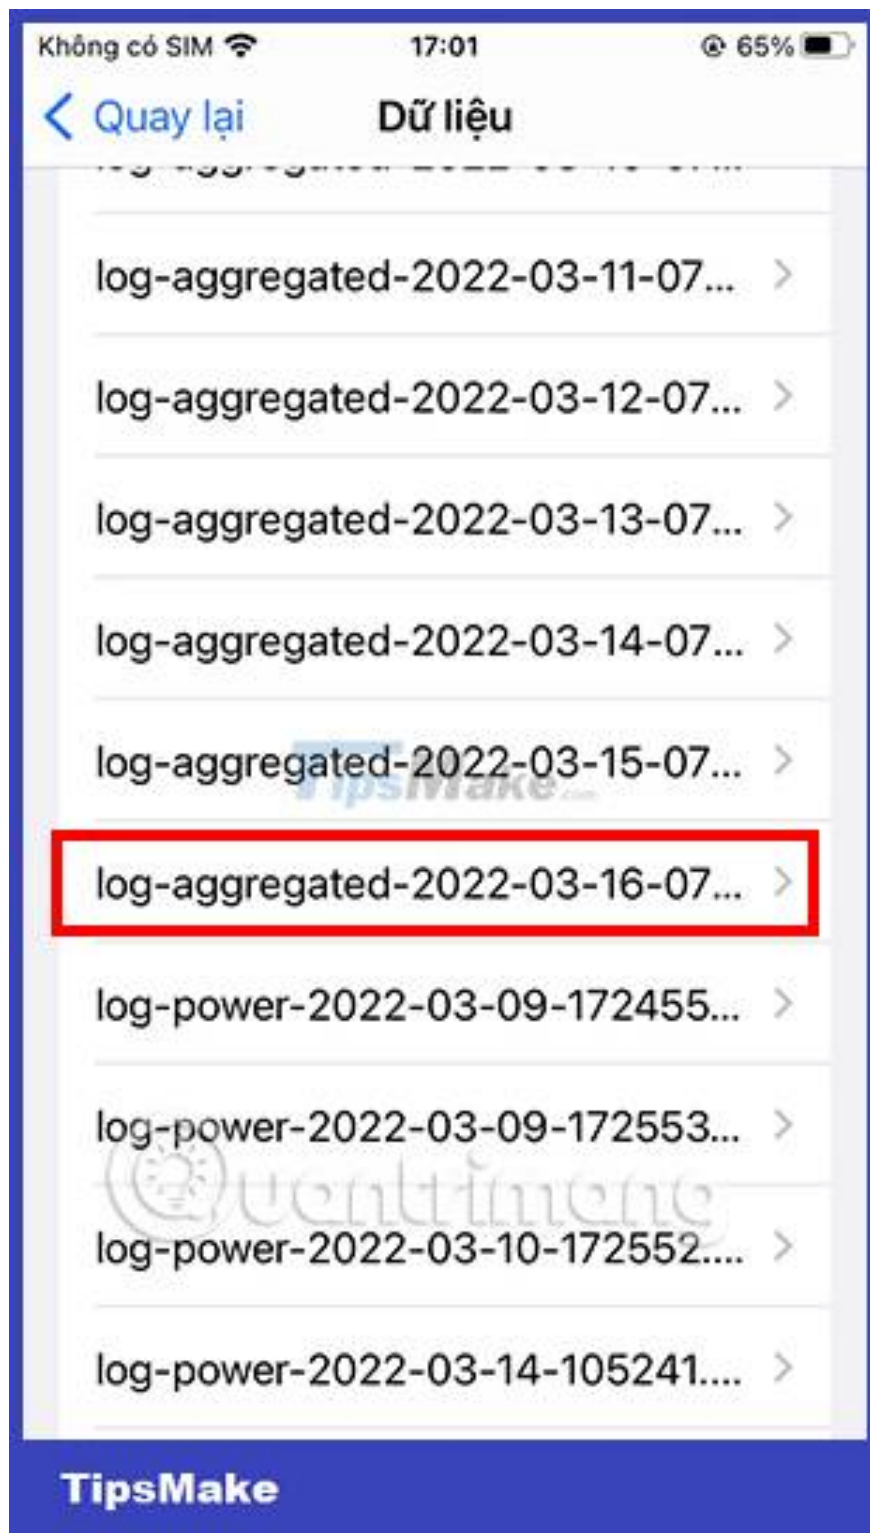 Không có SIM 17:01 65%
Quay lại Dữ liệu
log-aggregated-2022-03-11-07...
log-aggregated-2022-03-12-07...
log-aggregated-2022-03-13-07...
log-aggregated-2022-03-14-07...
log-aggregated-2022-03-15-07...
TipsMake.com
log-aggregated-2022-03-16-07...
log-power-2022-03-09-172455...
log-power-2022-03-09-172553...
Quantrimang
log-power-2022-03-10-172552....
log-power-2022-03-14-105241....
TipsMake